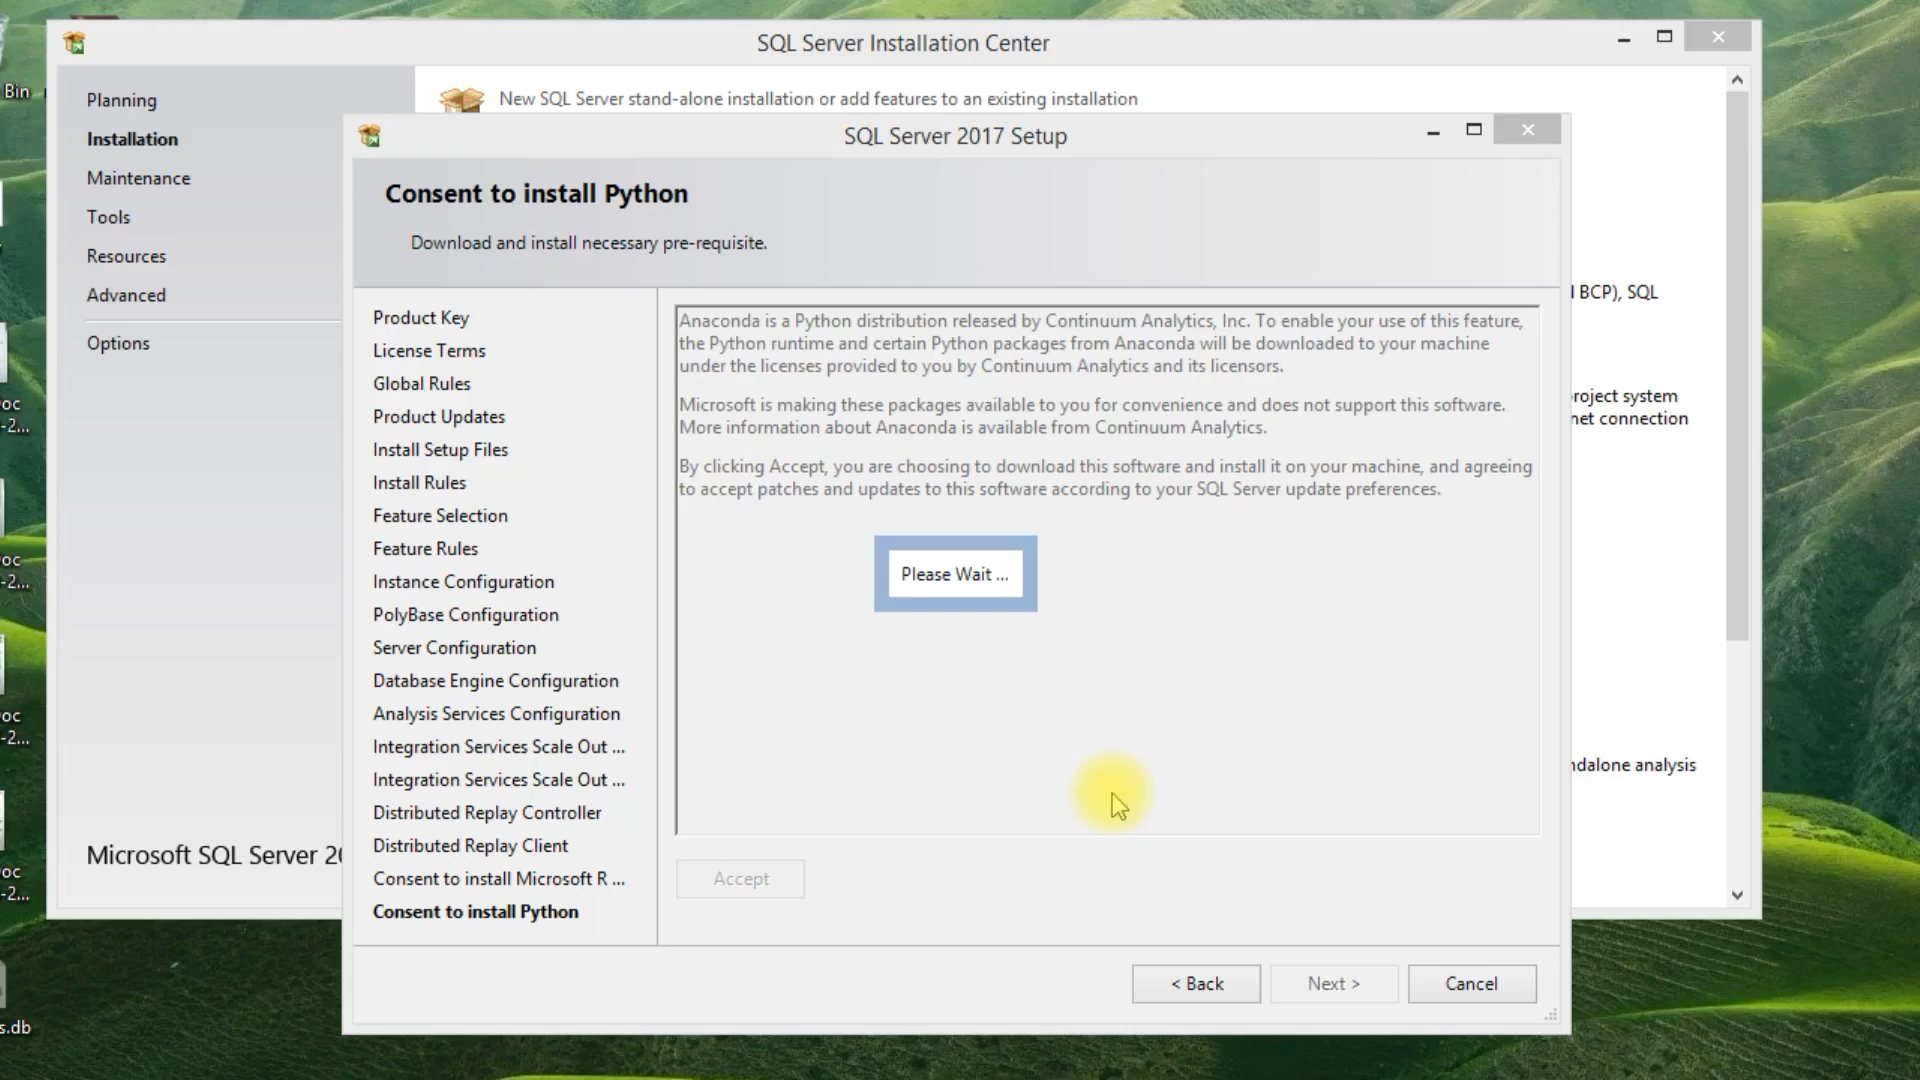 SQL Server Installation Center
Bin
Planning
Installation
Maintenance
Tools
Resources
Advanced
Options
New SQL Server stand-alone installation or add features to an existing installation
SQL Server 2017 Setup
Consent to install Python
Download and install necessary pre-requisite.
Product Key
License Terms
Global Rules
Product Updates
Install Setup Files
Install Rules
Feature Selection
Feature Rules
Instance Configuration
PolyBase Configuration
Server Configuration
Database Engine Configuration
Analysis Services Configuration
Integration Services Scale Out ...
Integration Services Scale Out ...
Distributed Replay Controller
Distributed Replay Client
Consent to install Microsoft R ...
Consent to install Python
Anaconda is a Python distribution released by Continuum Analytics, Inc. To enable your use of this feature,
the Python runtime and certain Python packages from Anaconda will be downloaded to your machine
under the licenses provided to you by Continuum Analytics and its licensors.
Microsoft is making these packages available to you for convenience and does not support this software.
More information about Anaconda is available from Continuum Analytics.
By clicking Accept, you are choosing to download this software and install it on your machine, and agreeing
to accept patches and updates to this software according to your SQL Server update preferences.
Please Wait ...
Accept
< Back
Next >
Cancel
BCP), SQL
project system
net connection
ndalone analysis
Microsoft SQL Server 20
oc
-2...
oc
-2...
oc
-2...
oc
-2...
s.db